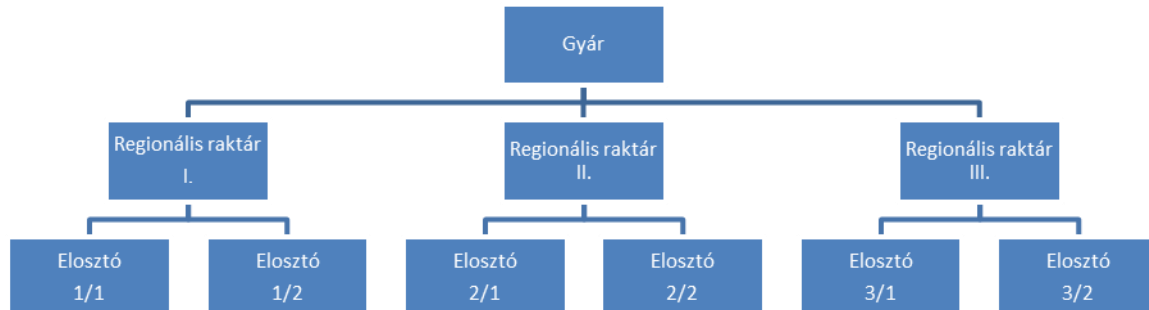 Gyár
Regionális raktár
I.
Regionális raktár
II.
Regionális raktár
III.
Elosztó
1/1
Elosztó
1/2
Elosztó
2/1
Elosztó
2/2
Elosztó
3/1
Elosztó
3/2